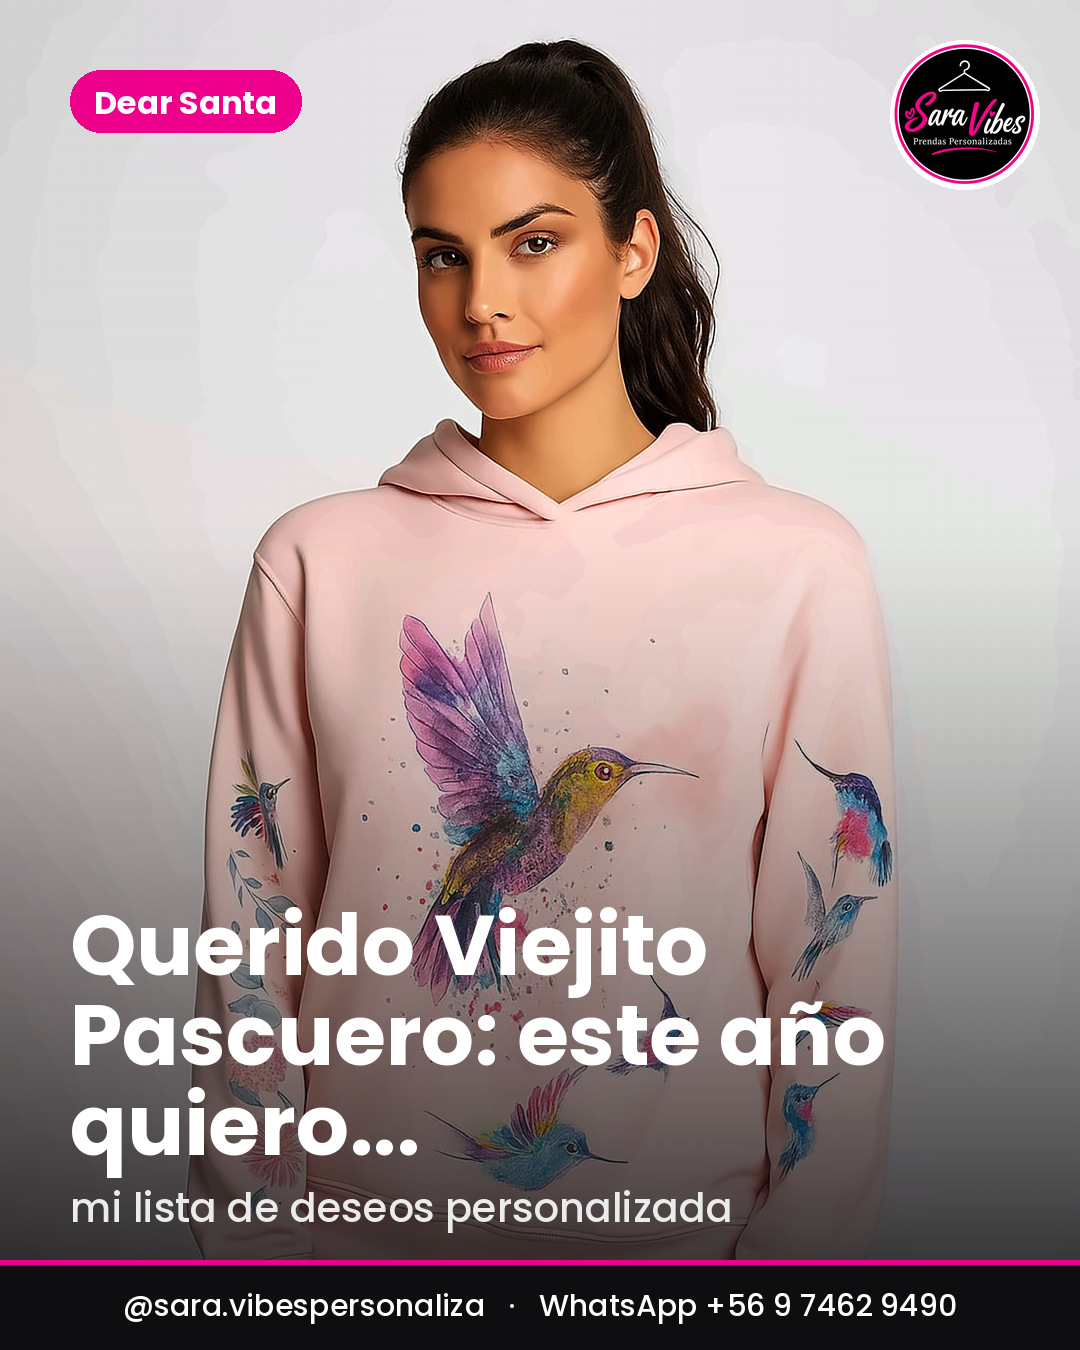 Dear Santa
Sara Vibes
Prendas Personalizadas
Querido Viejito
Pascuero: este año
quiero...
mi lista de deseos personalizada
@sara.vibespersonaliza · WhatsApp +56 9 7462 9490